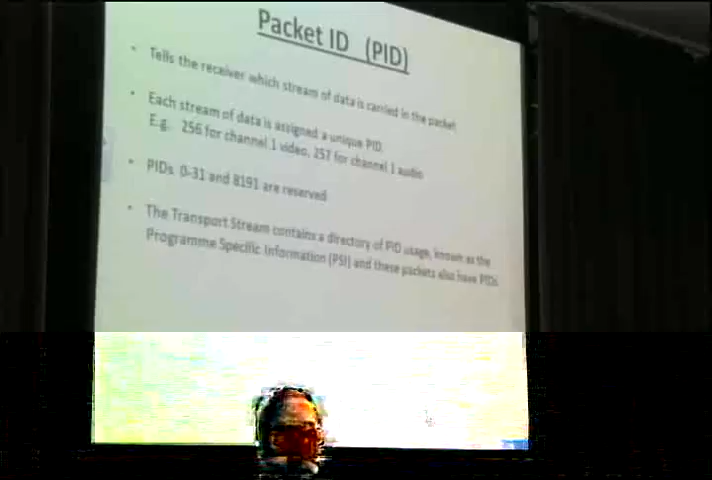 Packet ID (PID)
• Tells the receiver which stream of data is carried in the packet
• Each stream of data is assigned a unique PID
E.g. 256 for channel 1 video, 257 for channel 1 audio
• PIDs 0-31 and 8191 are reserved
• The Transport Stream contains a directory of PID usage, known as the
Programme Specific Information (PSI) and these packets also have PIDs